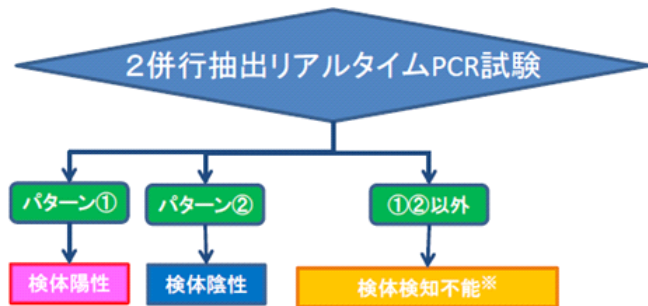 2併行抽出リアルタイムPCR試験
パターン①
パターン②
①②以外
検体陽性
検体陰性
検体検知不能※